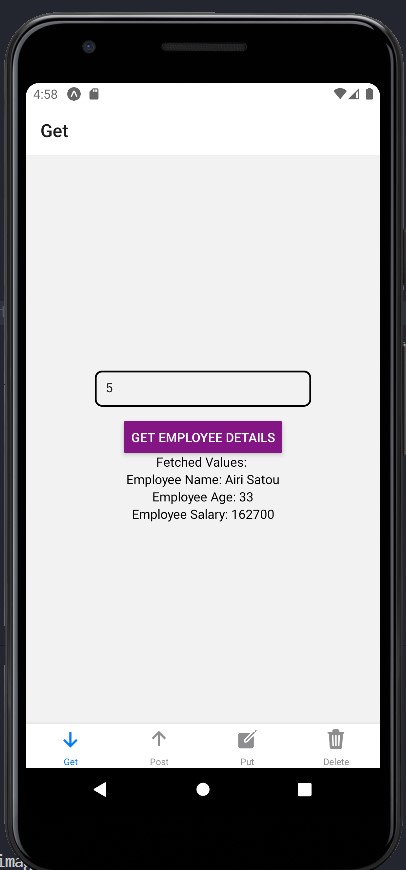 4:58
Get
5
GET EMPLOYEE DETAILS
Fetched Values:
Employee Name: Airi Satou
Employee Age: 33
Employee Salary: 162700
Get
Post
Put
Delete